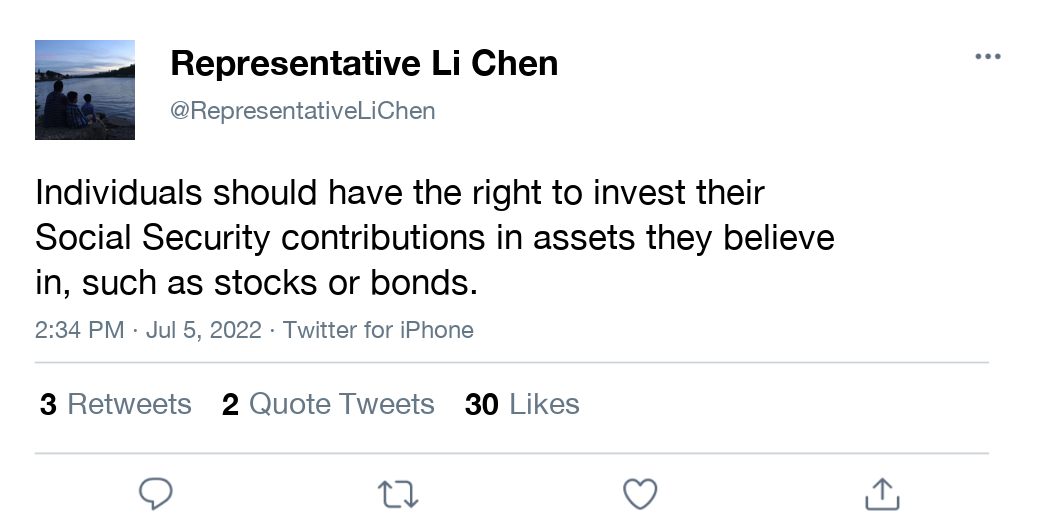 Representative Li Chen
@RepresentativeLiChen
Individuals should have the right to invest their
Social Security contributions in assets they believe
in, such as stocks or bonds.
2:34 PM · Jul 5, 2022 · Twitter for iPhone
3 Retweets 2 Quote Tweets 30 Likes